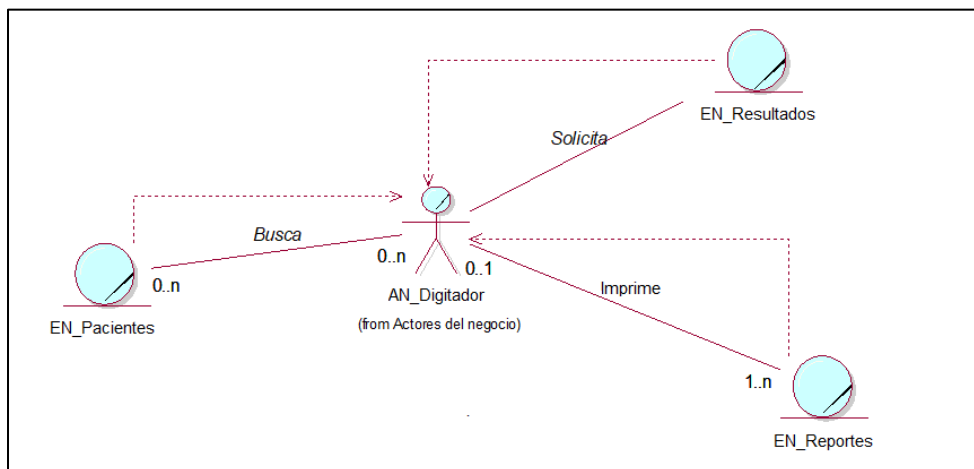 EN_Resultados
Solicita
Busca
0..n
0..n
0..1
EN_Pacientes
AN_Digitador
(from Actores del negocio)
Imprime
1..n
EN_Reportes